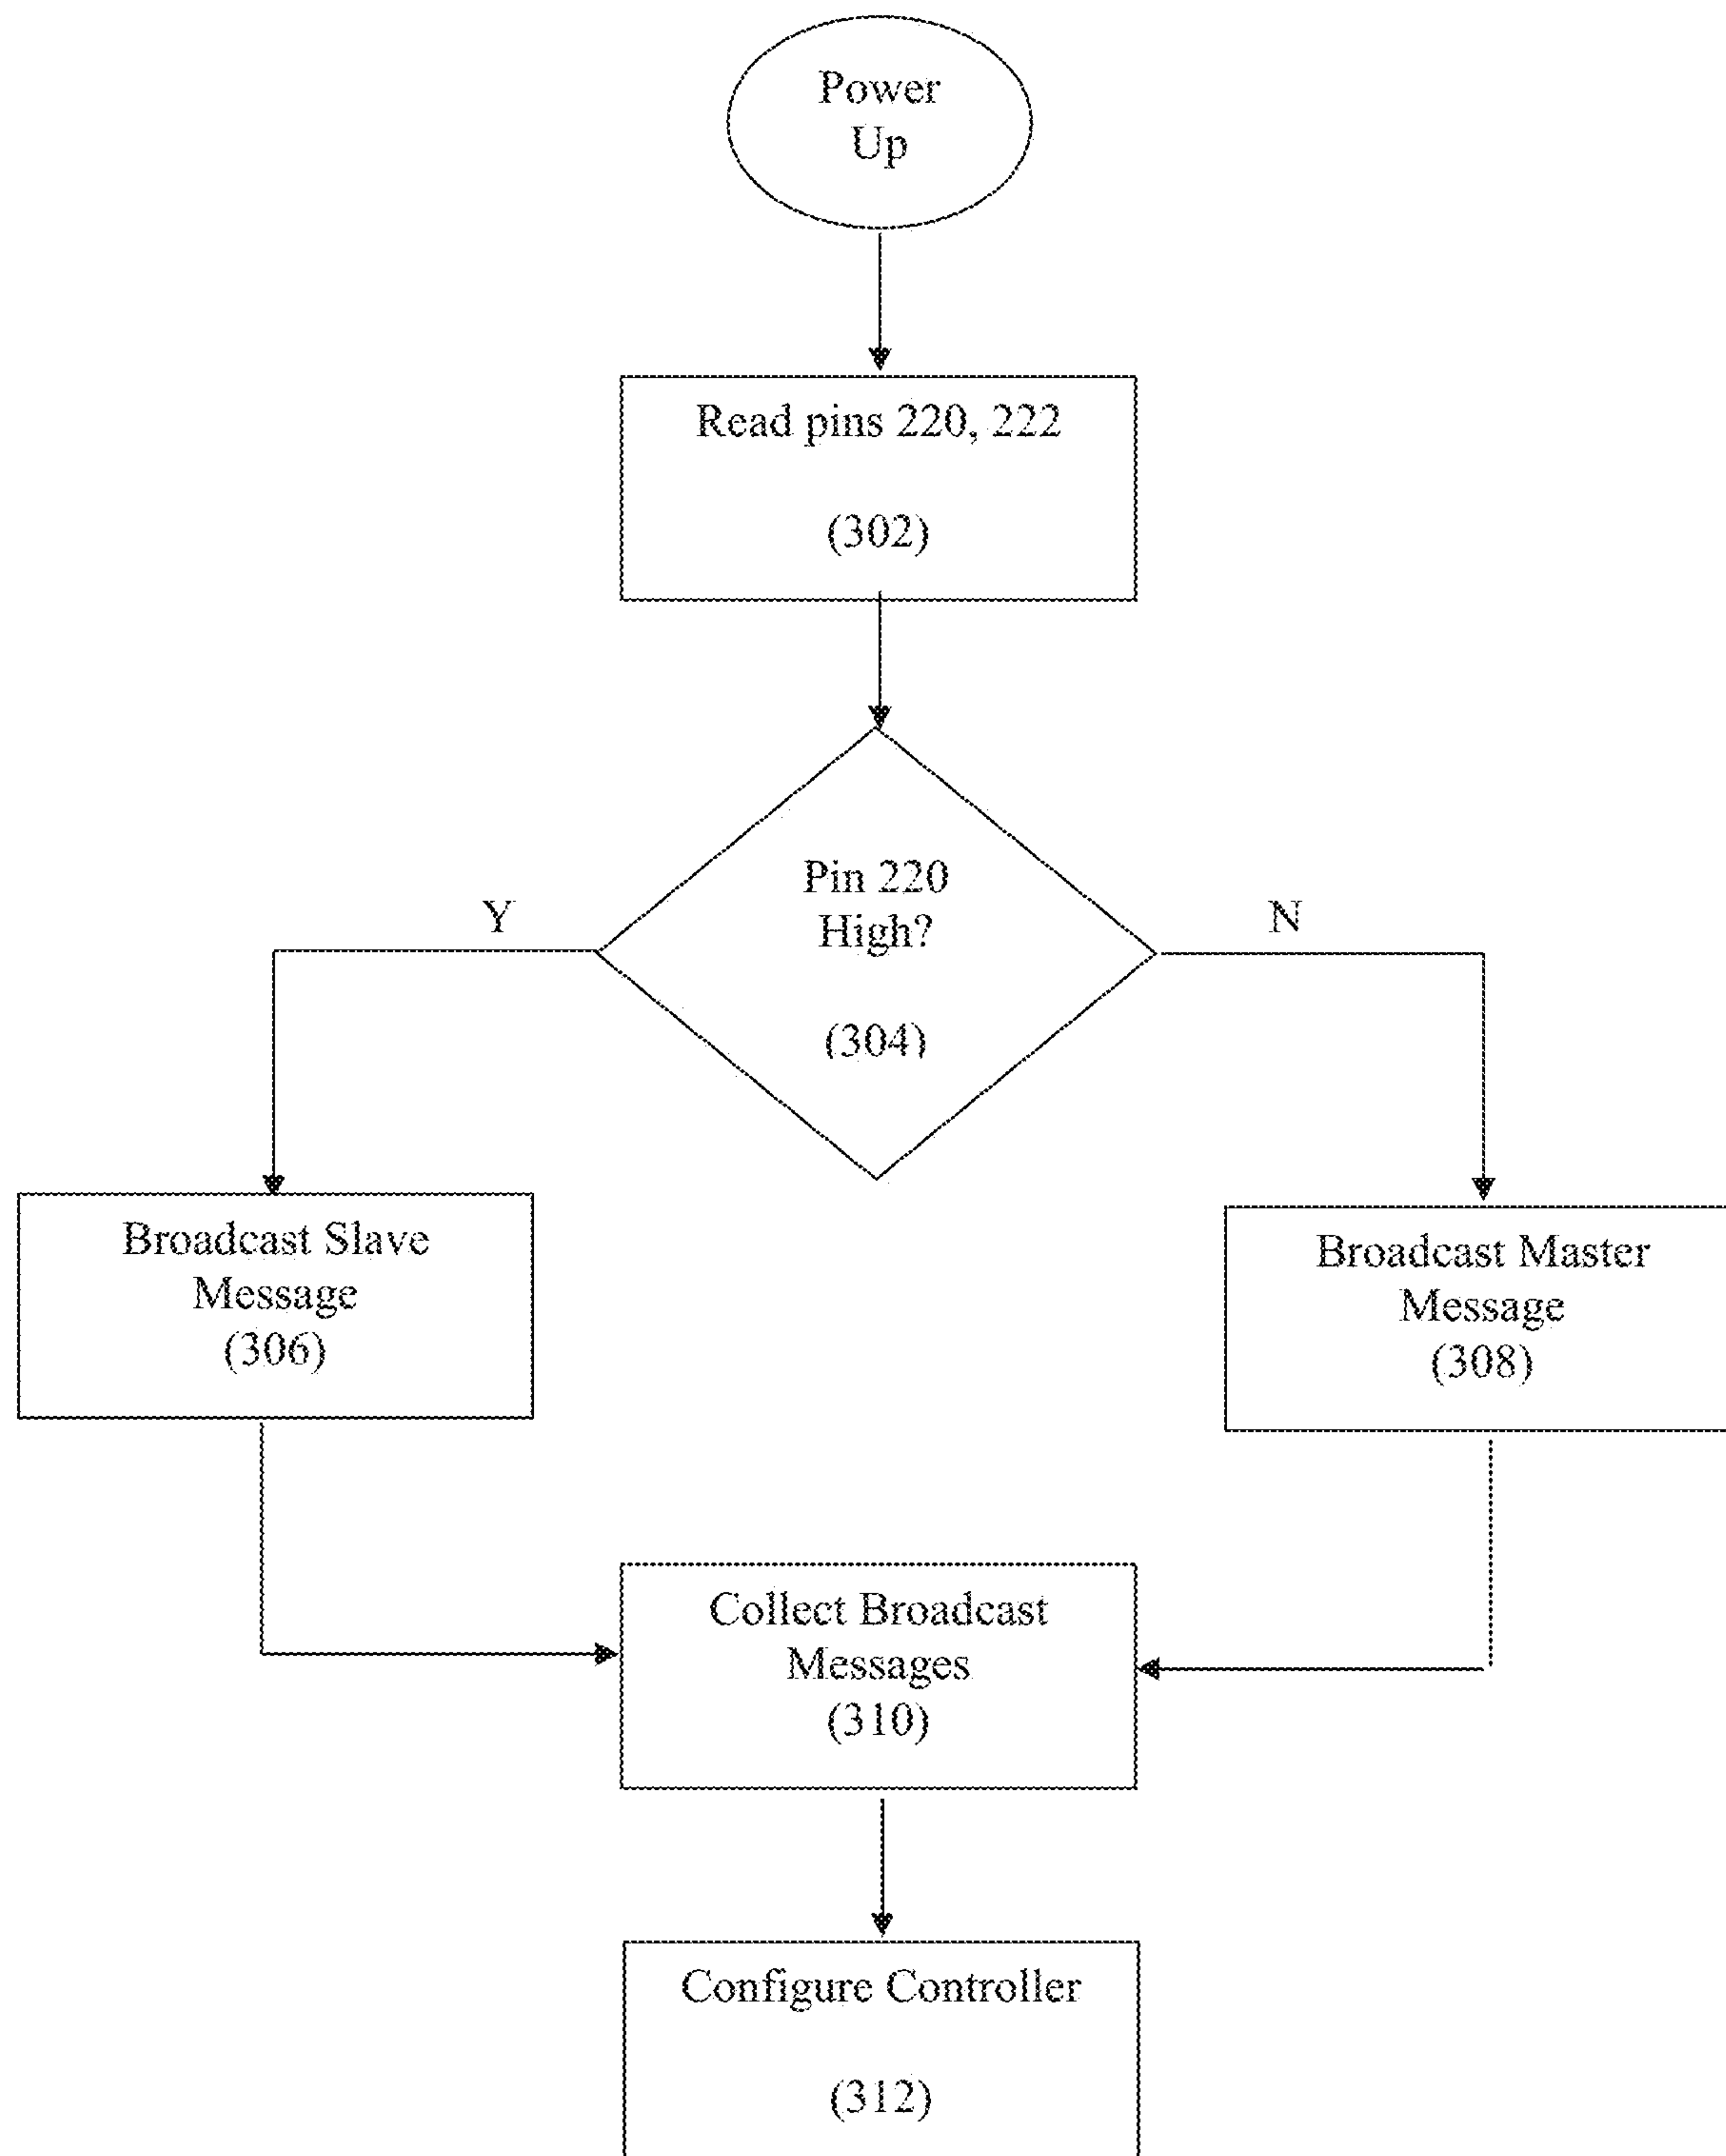 Power
Up
Read pins 220, 222
(302)
Pin 220
High?
(304)
Y
N
Broadcast Slave
Message
(306)
Broadcast Master
Message
(308)
Collect Broadcast
Messages
(310)
Configure Controller
(312)